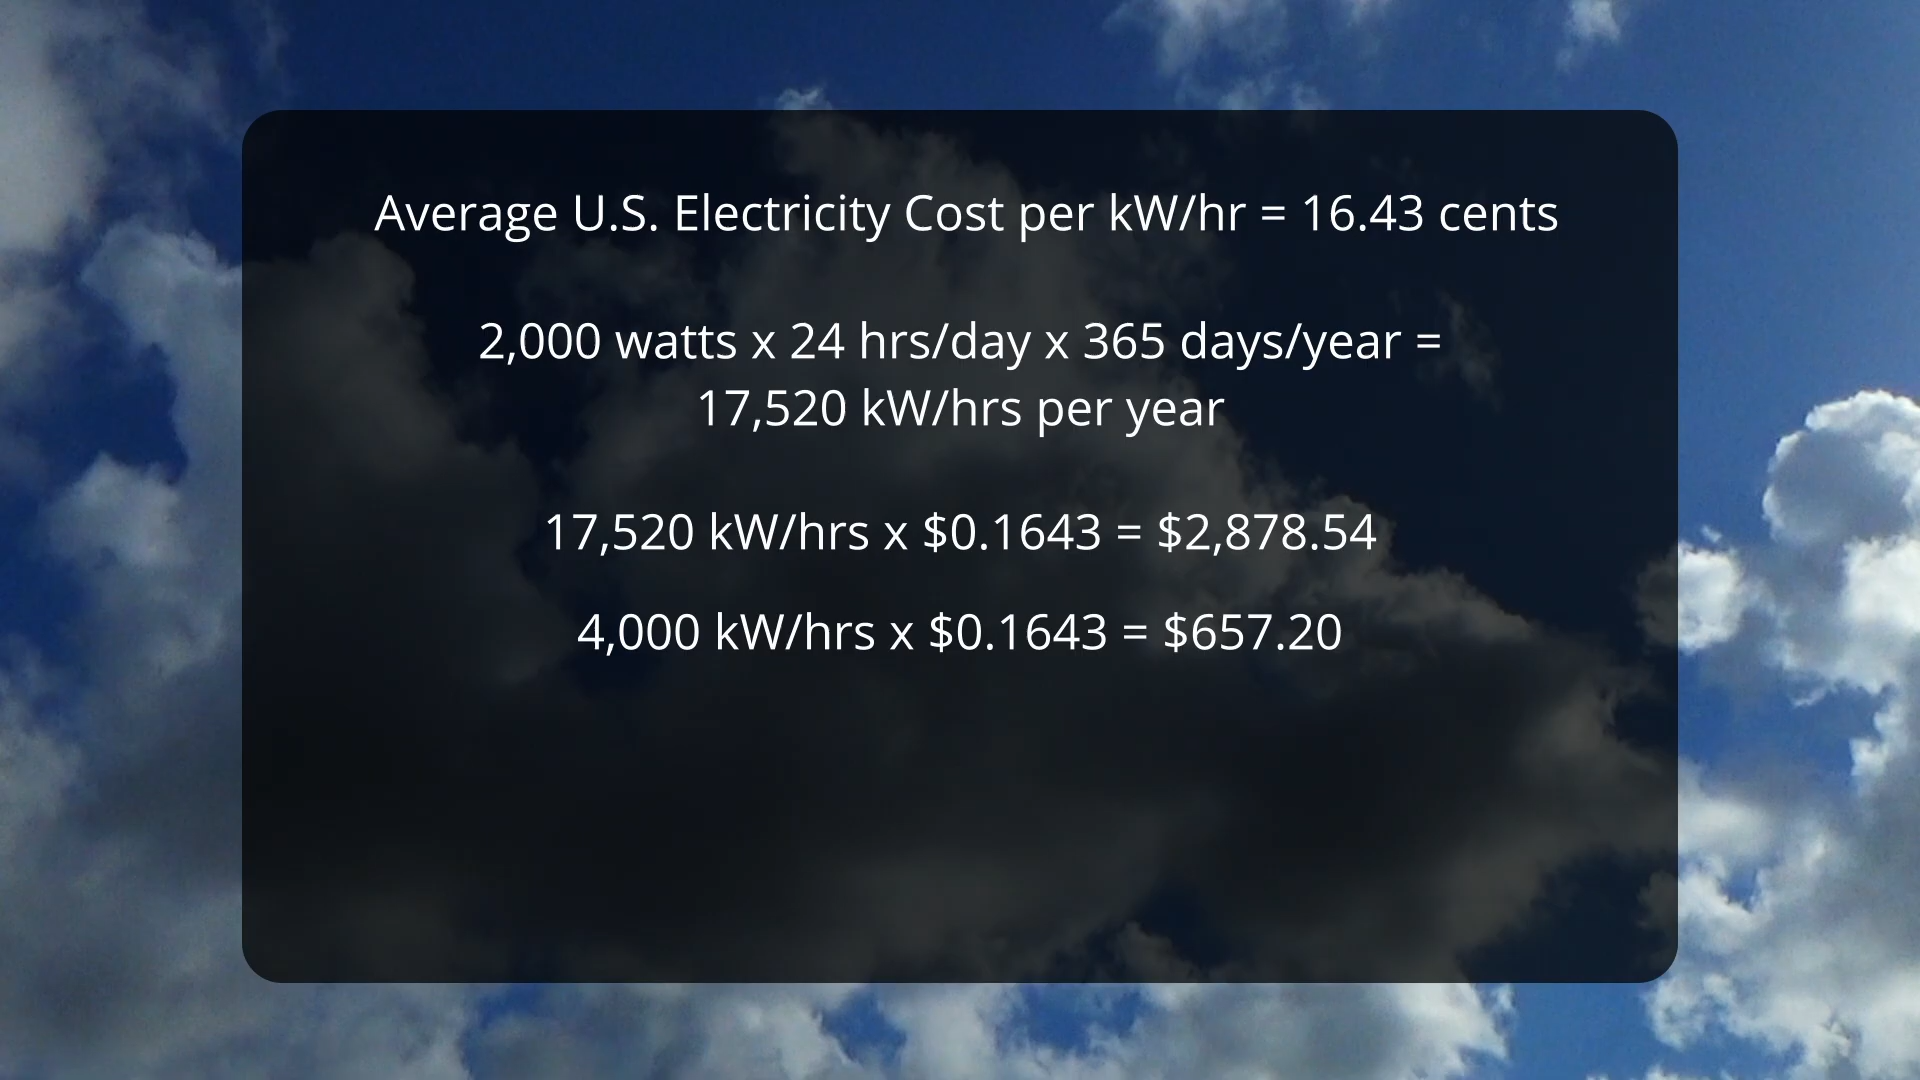 Average U.S. Electricity Cost per kW/hr = 16.43 cents
2,000 watts x 24 hrs/day x 365 days/year =
17,520 kW/hrs per year
17,520 kW/hrs x $0.1643 = $2,878.54
4,000 kW/hrs x $0.1643 = $657.20